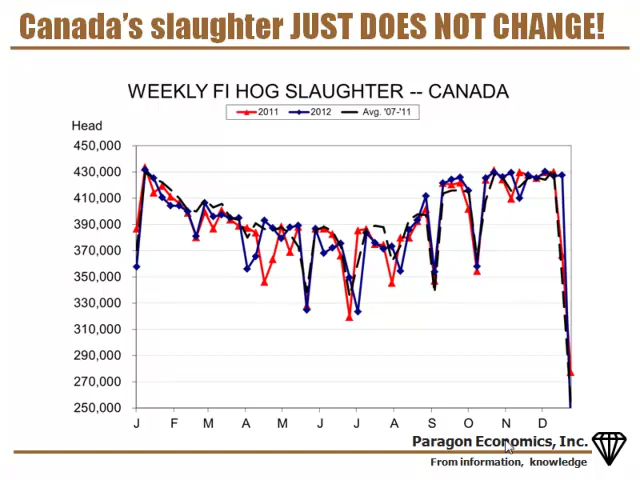 Canada's slaughter JUST DOES NOT CHANGE!
WEEKLY FI HOG SLAUGHTER -- CANADA
2011 2012 Avg. '07-'11
Head
450,000
430,000
410,000
390,000
370,000
350,000
330,000
310,000
290,000
270,000
250,000
J F M A M J J A S O N D
Paragon Economics, Inc.
From information, knowledge